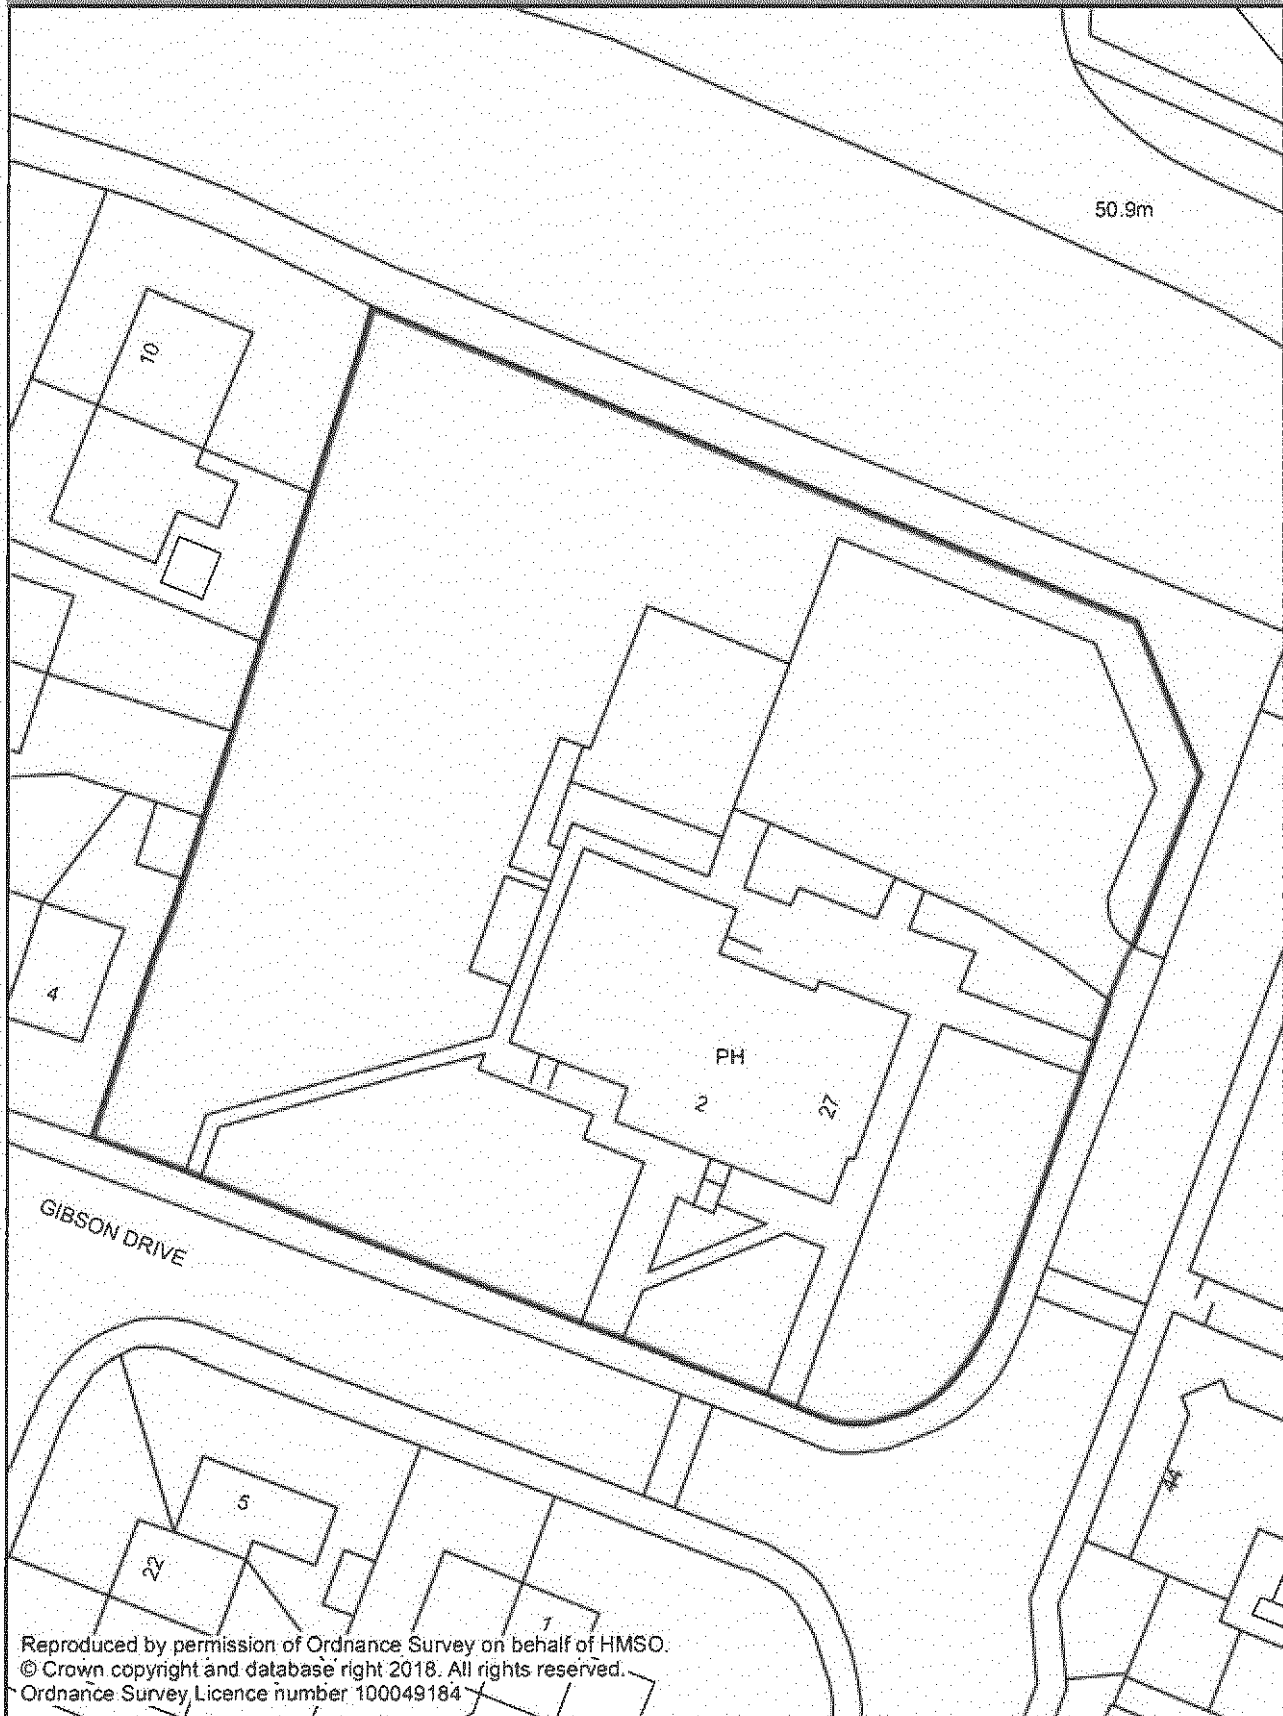 50.9m
10
4
PH
2
27
GIBSON DRIVE
44
5
22
1
Reproduced by permission of Ordnance Survey on behalf of HMSO.
© Crown copyright and database right 2018. All rights reserved.
Ordnance Survey Licence number 100049184